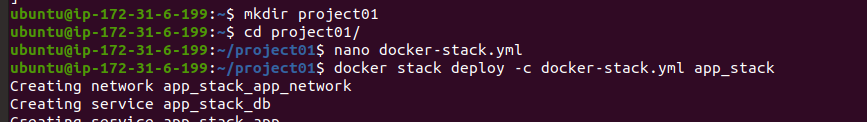 ubuntu@ip-172-31-6-199:~$ mkdir project01
ubuntu@ip-172-31-6-199:~$ cd project01/
ubuntu@ip-172-31-6-199:~/project01$ nano docker-stack.yml
ubuntu@ip-172-31-6-199:~/project01$ docker stack deploy -c docker-stack.yml app_stack
Creating network app_stack_app_network
Creating service app_stack_db
Creating service app_stack_app